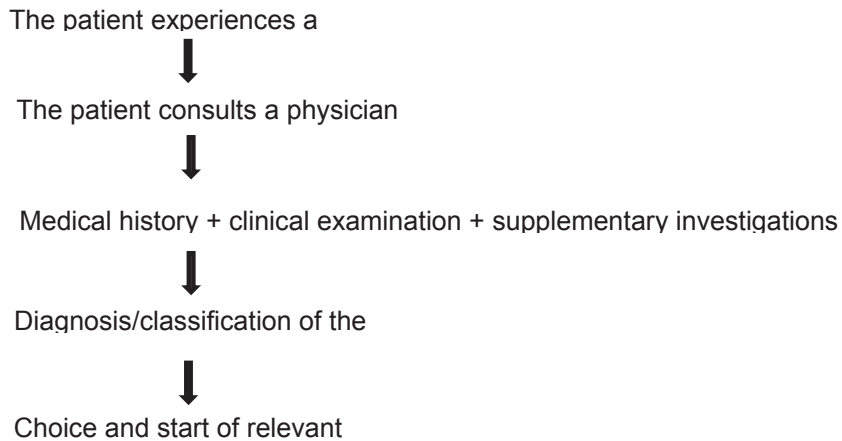 The patient experiences a
The patient consults a physician
Medical history + clinical examination + supplementary investigations
Diagnosis/classification of the
Choice and start of relevant